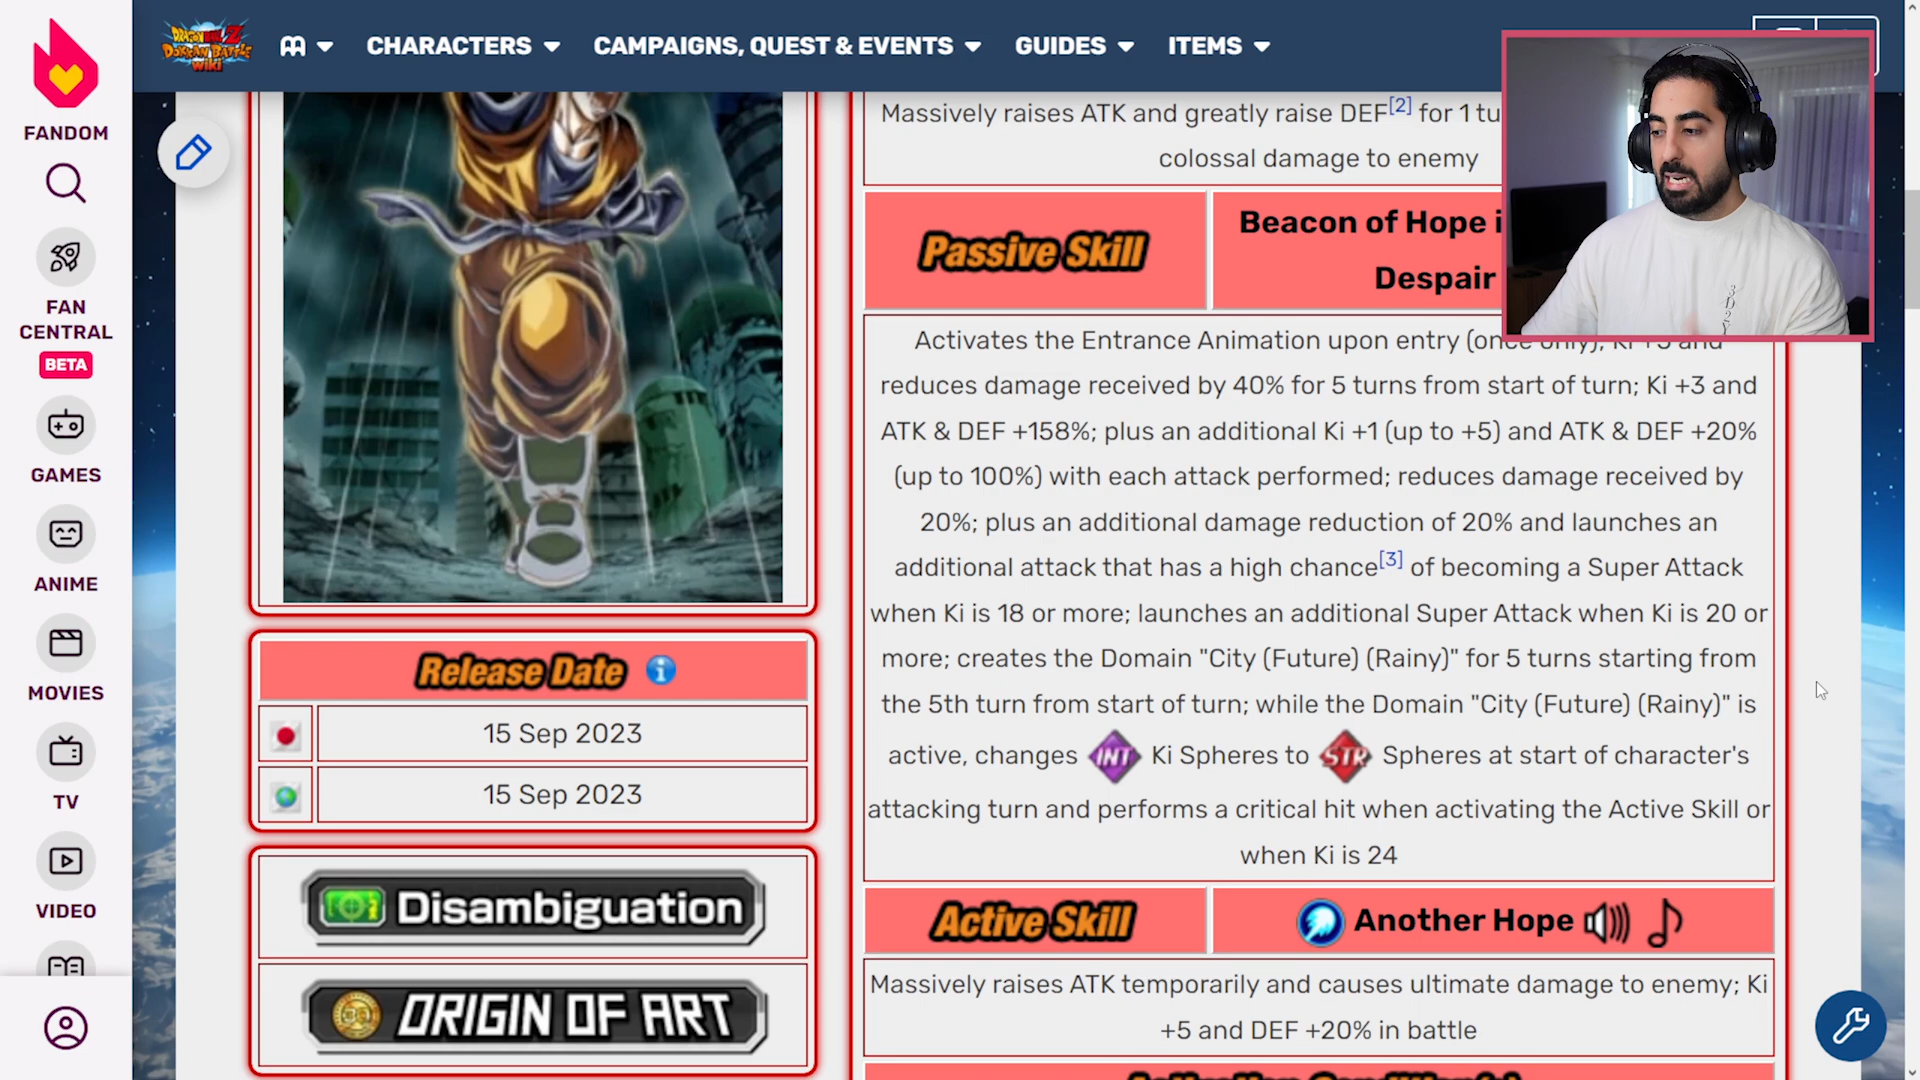 DRAGON BALL Z
DOKKAN BATTLE
WIKI
CHARACTERS
CAMPAIGNS, QUEST & EVENTS
GUIDES
ITEMS
FANDOM
FAN
CENTRAL
BETA
GAMES
ANIME
MOVIES
TV
VIDEO
Release Date
15 Sep 2023
15 Sep 2023
Disambiguation
ORIGIN OF ART
Massively raises ATK and greatly raise DEF[2] for 1 tu
colossal damage to enemy
Passive Skill
Beacon of Hope i
Despair
Activates the Entrance Animation upon entry (once only); Ki +3 and
reduces damage received by 40% for 5 turns from start of turn; Ki +3 and
ATK & DEF +158%; plus an additional Ki +1 (up to +5) and ATK & DEF +20%
(up to 100%) with each attack performed; reduces damage received by
20%; plus an additional damage reduction of 20% and launches an
additional attack that has a high chance[3] of becoming a Super Attack
when Ki is 18 or more; launches an additional Super Attack when Ki is 20 or
more; creates the Domain "City (Future) (Rainy)" for 5 turns starting from
the 5th turn from start of turn; while the Domain "City (Future) (Rainy)" is
active, changes INT Ki Spheres to STR Spheres at start of character's
attacking turn and performs a critical hit when activating the Active Skill or
when Ki is 24
Active Skill
Another Hope
Massively raises ATK temporarily and causes ultimate damage to enemy; Ki
+5 and DEF +20% in battle